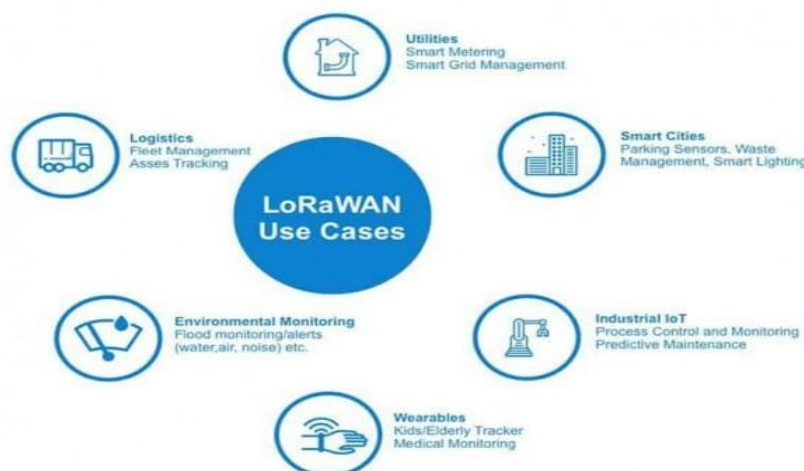 Utilities
Smart Metering
Smart Grid Management
Logistics
Fleet Management
Asses Tracking
Smart Cities
Parking Sensors, Waste
Management, Smart Lighting
LoRaWAN
Use Cases
Environmental Monitoring
Flood monitoring/alerts
(water,air, noise) etc.
Industrial IoT
Process Control and Monitoring
Predictive Maintenance
Wearables
Kids/Elderly Tracker
Medical Monitoring